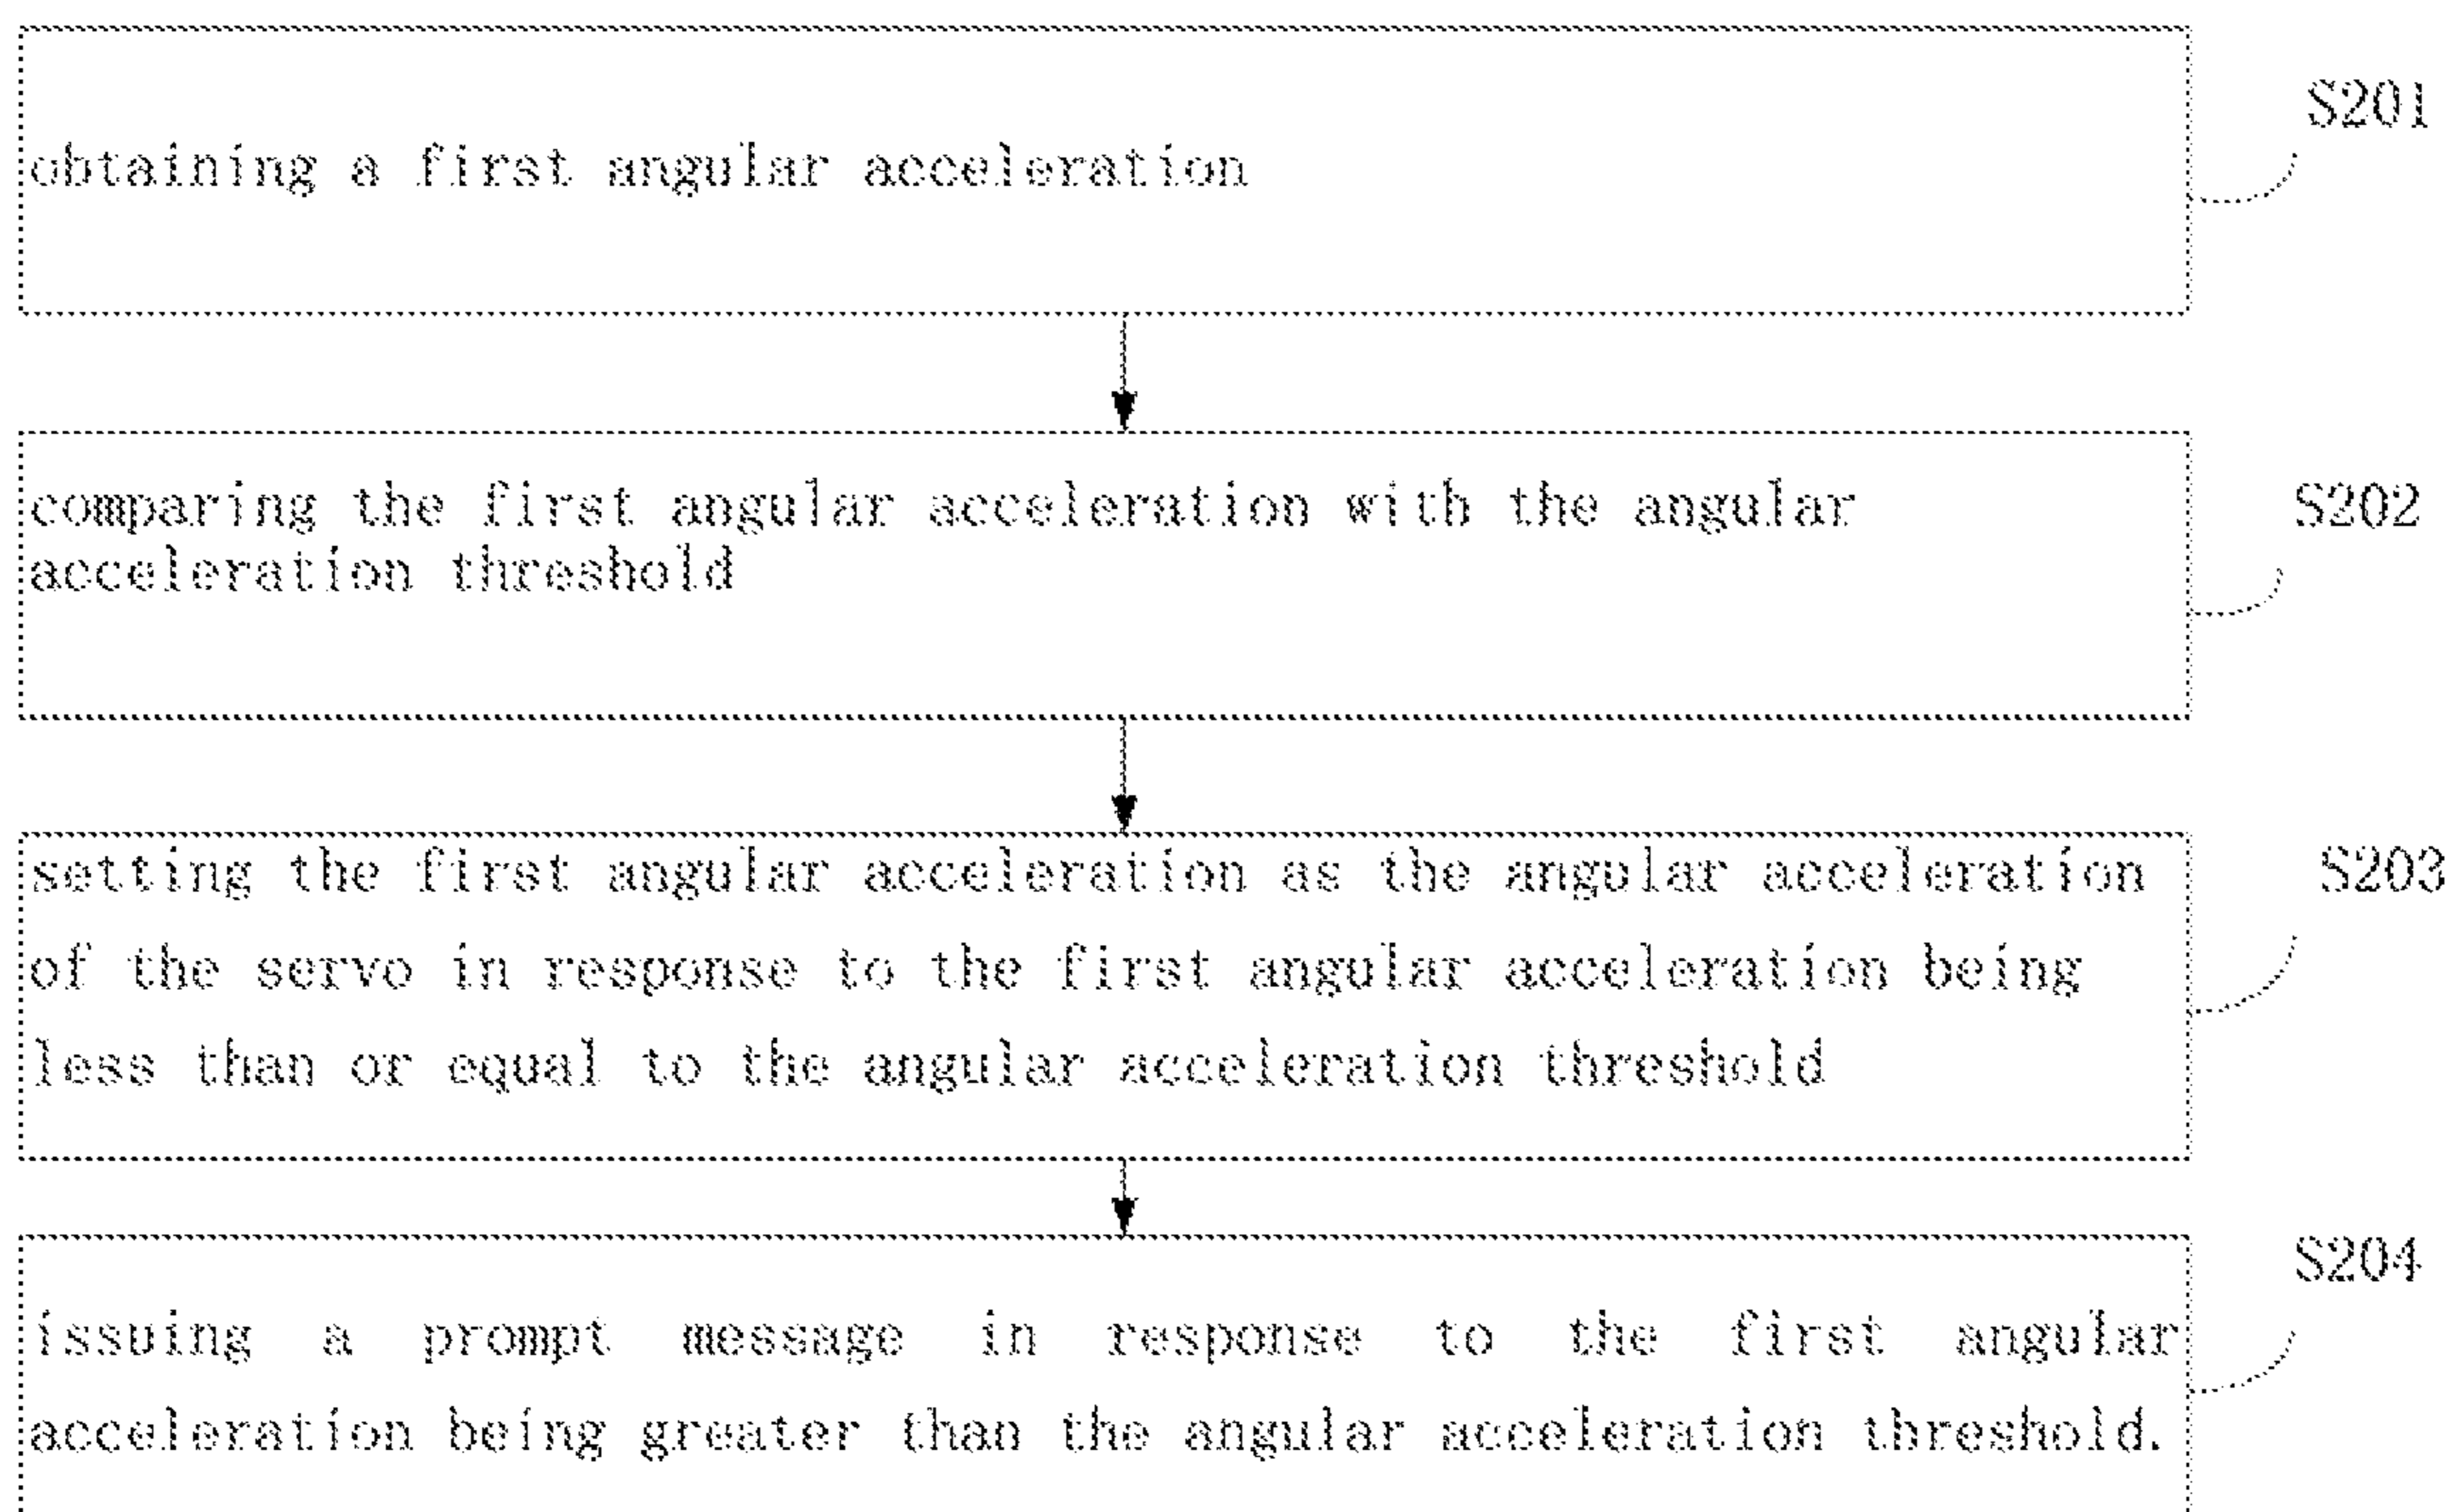 S201
obtaining a first angular acceleration
S202
comparing the first angular acceleration with the angular
acceleration threshold
S203
setting the first angular acceleration as the angular acceleration
of the servo in response to the first angular acceleration being
less than or equal to the angular acceleration threshold
S204
issuing a prompt message in response to the first angular
acceleration being greater than the angular acceleration threshold.